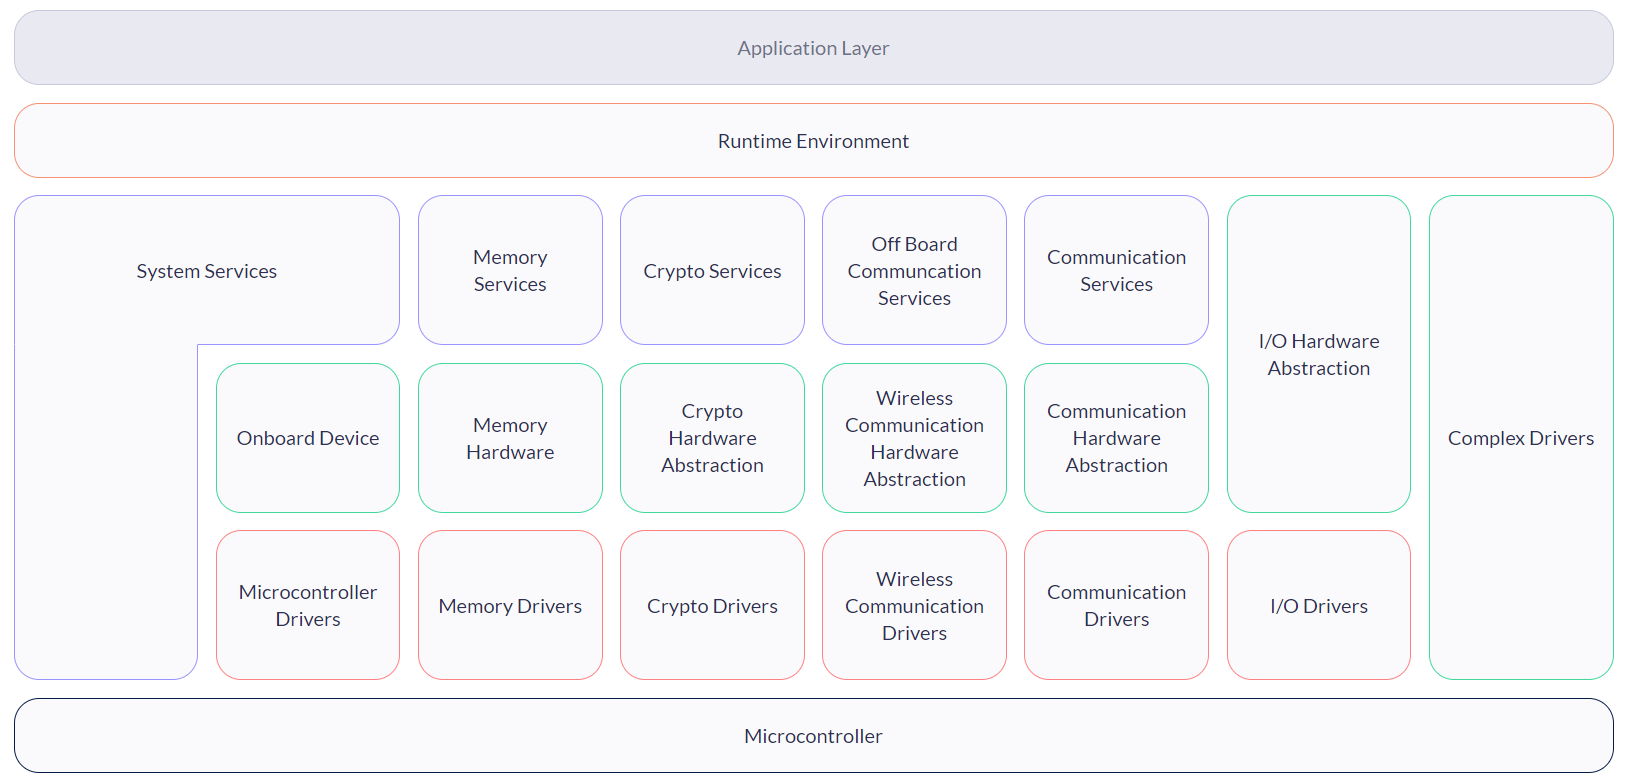 Application Layer
Runtime Environment
System Services
Memory
Services
Crypto Services
Off Board
Communcation
Services
Communication
Services
I/O Hardware
Abstraction
Complex Drivers
Onboard Device
Memory
Hardware
Crypto
Hardware
Abstraction
Wireless
Communication
Hardware
Abstraction
Communication
Hardware
Abstraction
Microcontroller
Drivers
Memory Drivers
Crypto Drivers
Wireless
Communication
Drivers
Communication
Drivers
I/O Drivers
Microcontroller